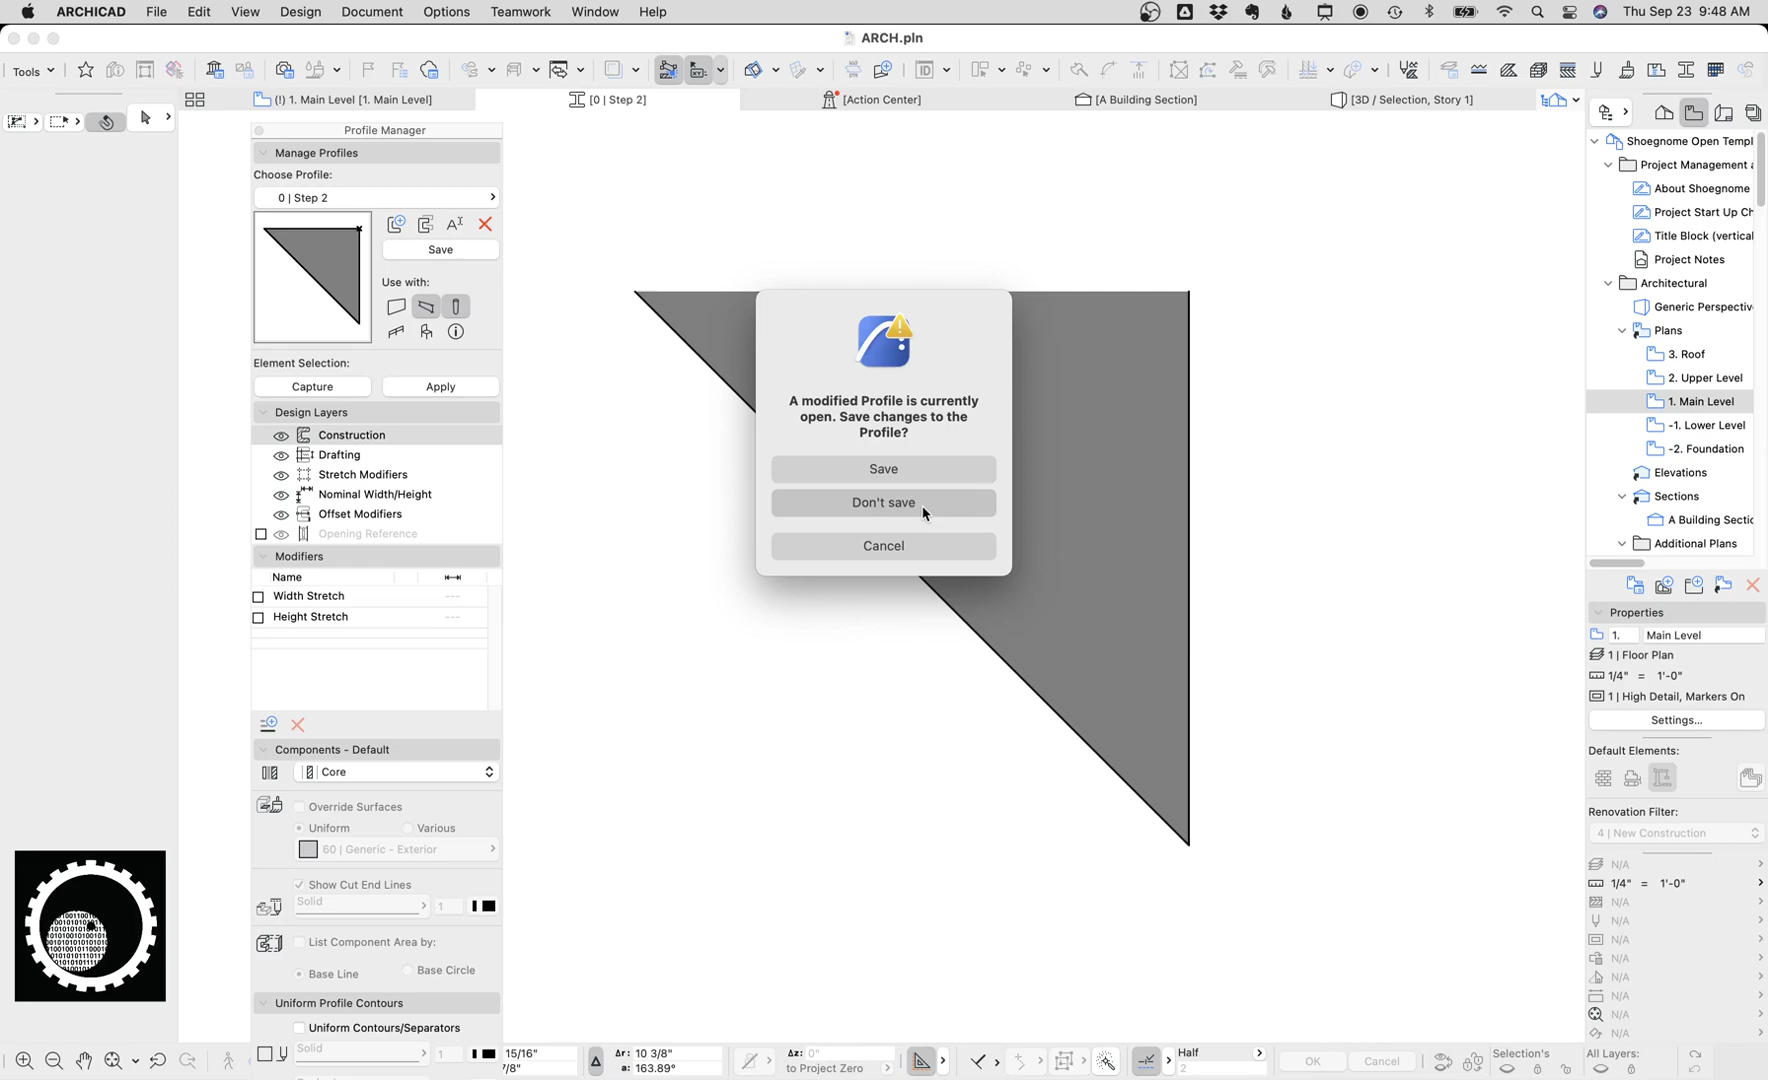 ARCHICAD File Edit View Design Document Options Teamwork Window Help Thu Sep 23 9:48 AM
ARCH.pln
Tools
(!) 1. Main Level [1. Main Level]
[0 | Step 2]
[Action Center]
[A Building Section]
[3D / Selection, Story 1]
Profile Manager
Manage Profiles
Choose Profile:
0 | Step 2
Save
Use with:
Element Selection:
Capture Apply
Design Layers
Construction
Drafting
Stretch Modifiers
Nominal Width/Height
Offset Modifiers
Opening Reference
Modifiers
Name
Width Stretch ---
Height Stretch ---
Components - Default
Core
Override Surfaces
Uniform Various
60 | Generic - Exterior
Show Cut End Lines
Solid 1
List Component Area by:
Base Line Base Circle
Uniform Profile Contours
Uniform Contours/Separators
Solid 1
A modified Profile is currently
open. Save changes to the
Profile?
Save
Don't save
Cancel
Shoegnome Open Templ
Project Management a
About Shoegnome
Project Start Up Ch
Title Block (vertical
Project Notes
Architectural
Generic Perspectiv
Plans
3. Roof
2. Upper Level
1. Main Level
-1. Lower Level
-2. Foundation
Elevations
Sections
A Building Sectic
Additional Plans
Properties
1. Main Level
1 | Floor Plan
1/4" = 1'-0"
1 | High Detail, Markers On
Settings...
Default Elements:
Renovation Filter:
4 | New Construction
N/A
1/4" = 1'-0"
N/A
N/A
N/A
N/A
N/A
N/A
N/A
N/A
15/16"
7/8"
Δr: 10 3/8"
a: 163.89°
Δz: 0"
to Project Zero
Half
2
OK Cancel
Selection's
All Layers: